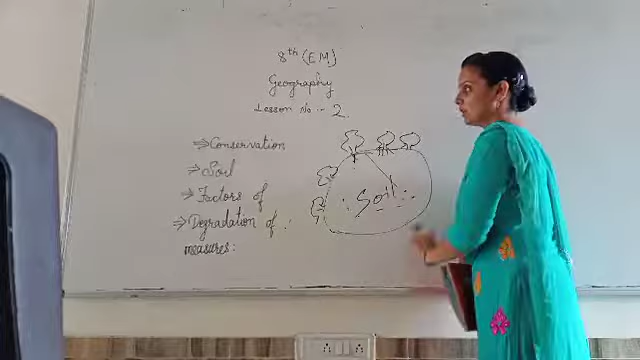 8th (E.M)
Geography
Lesson No :- 2.
⇒ Conservation
⇒ Soil
⇒ Factors of
⇒ Degradation of :
measures:
Soil